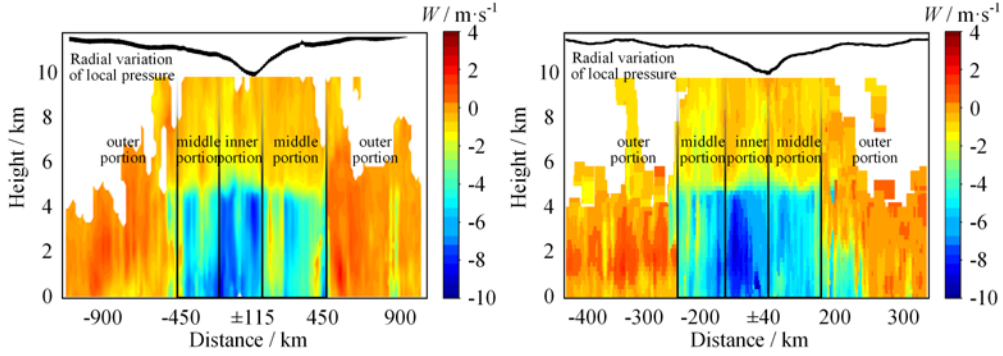 W / m·s⁻¹
Radial variation
of local pressure
outer
portion
middle
portion
inner
portion
middle
portion
outer
portion
10
8
6
4
2
0
Height / km
-900
-450
±115
450
900
Distance / km
4
2
0
-2
-4
-6
-8
-10
W / m·s⁻¹
Radial variation
of local pressure
outer
portion
middle
portion
inner
portion
middle
portion
outer
portion
10
8
6
4
2
0
Height / km
-400
-300
-200
±40
200
300
Distance / km
4
2
0
-2
-4
-6
-8
-10